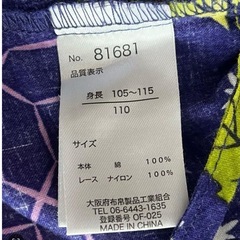 No. 81681
品質表示
身長 105~115
110
サイズ
本体 綿 100%
レース ナイロン 100%
大阪府布帛製品工業組合
TEL 06-6443-1635
登録番号 OF-025
MADE IN CHINA